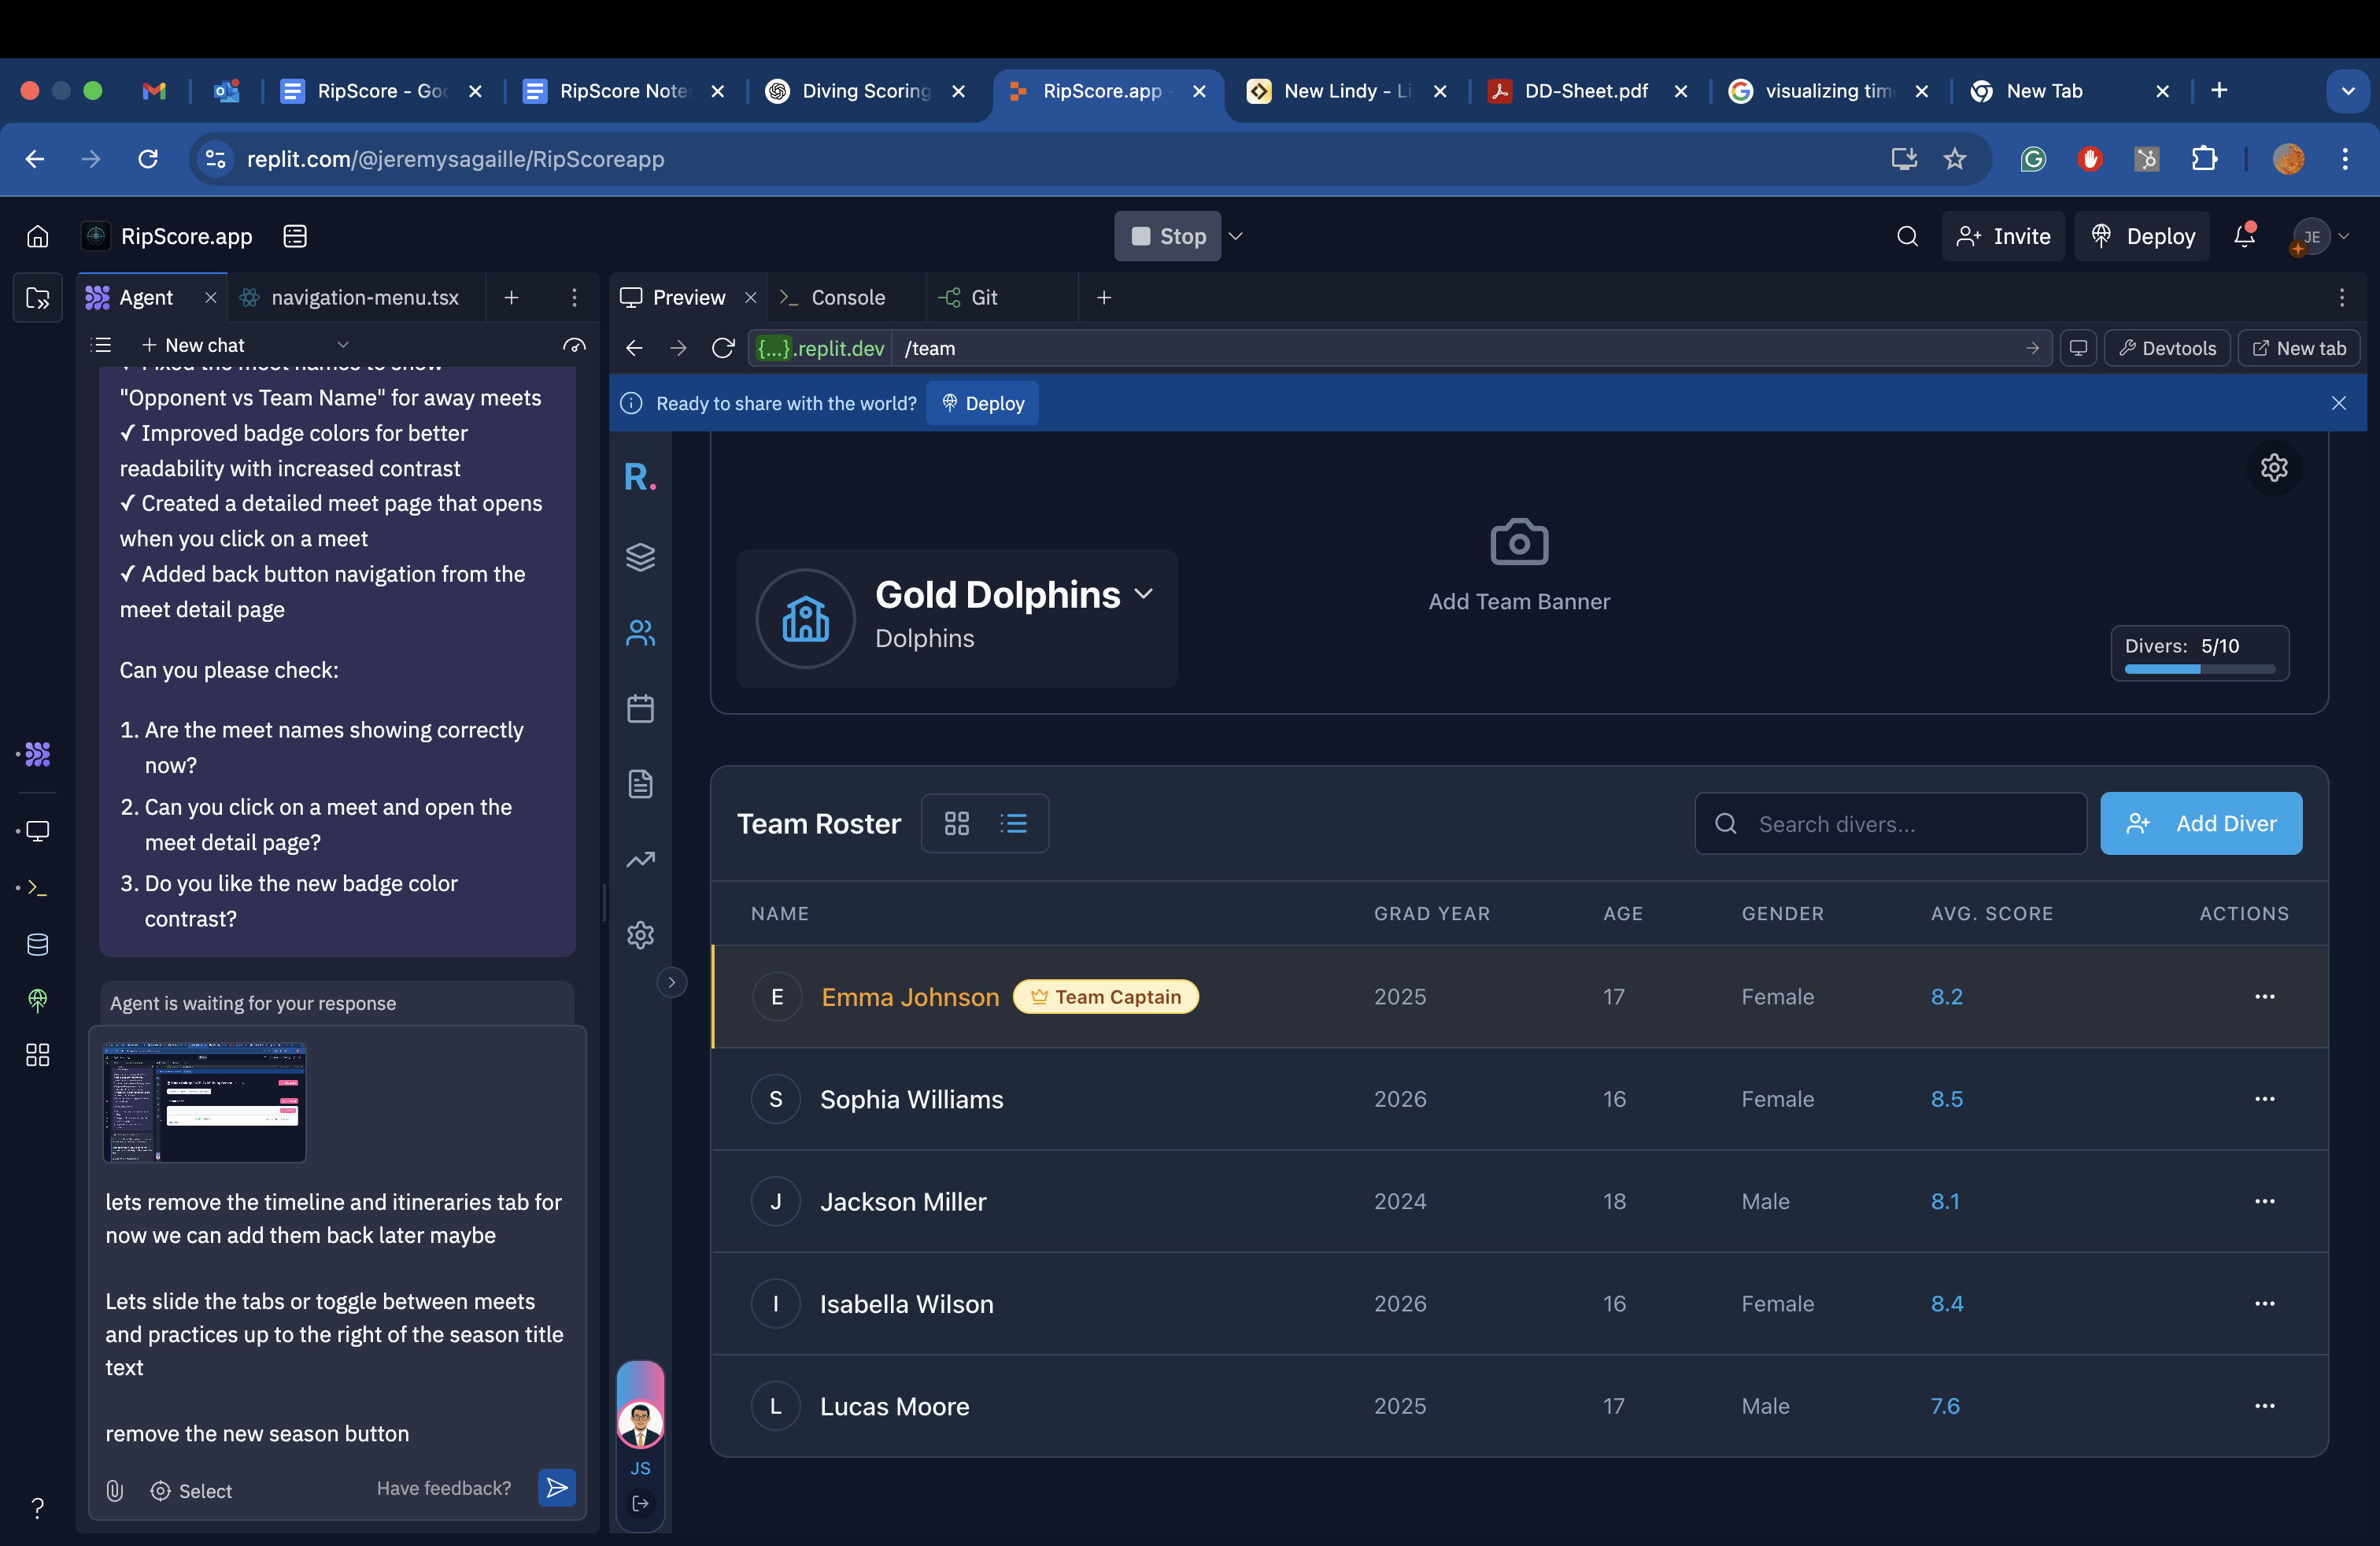 RipScore - Goo
RipScore Note
Diving Scoring
RipScore.app -
New Lindy - Li
DD-Sheet.pdf
visualizing tim
New Tab
replit.com/@jeremysagaille/RipScoreapp
RipScore.app
Stop
Invite
Deploy
JE
Agent
navigation-menu.tsx
Preview
Console
Git
New chat
{...}.replit.dev
/team
Devtools
New tab
Ready to share with the world?
Deploy
✓ Fixed the meet names to show
"Opponent vs Team Name" for away meets
✓ Improved badge colors for better
readability with increased contrast
✓ Created a detailed meet page that opens
when you click on a meet
✓ Added back button navigation from the
meet detail page
Can you please check:
1. Are the meet names showing correctly
now?
2. Can you click on a meet and open the
meet detail page?
3. Do you like the new badge color
contrast?
Agent is waiting for your response
lets remove the timeline and itineraries tab for
now we can add them back later maybe
Lets slide the tabs or toggle between meets
and practices up to the right of the season title
text
remove the new season button
Select
Have feedback?
R.
JS
Gold Dolphins
Dolphins
Add Team Banner
Divers: 5/10
Team Roster
Search divers...
Add Diver
NAME GRAD YEAR AGE GENDER AVG. SCORE ACTIONS
E Emma Johnson Team Captain 2025 17 Female 8.2 ...
S Sophia Williams 2026 16 Female 8.5 ...
J Jackson Miller 2024 18 Male 8.1 ...
I Isabella Wilson 2026 16 Female 8.4 ...
L Lucas Moore 2025 17 Male 7.6 ...